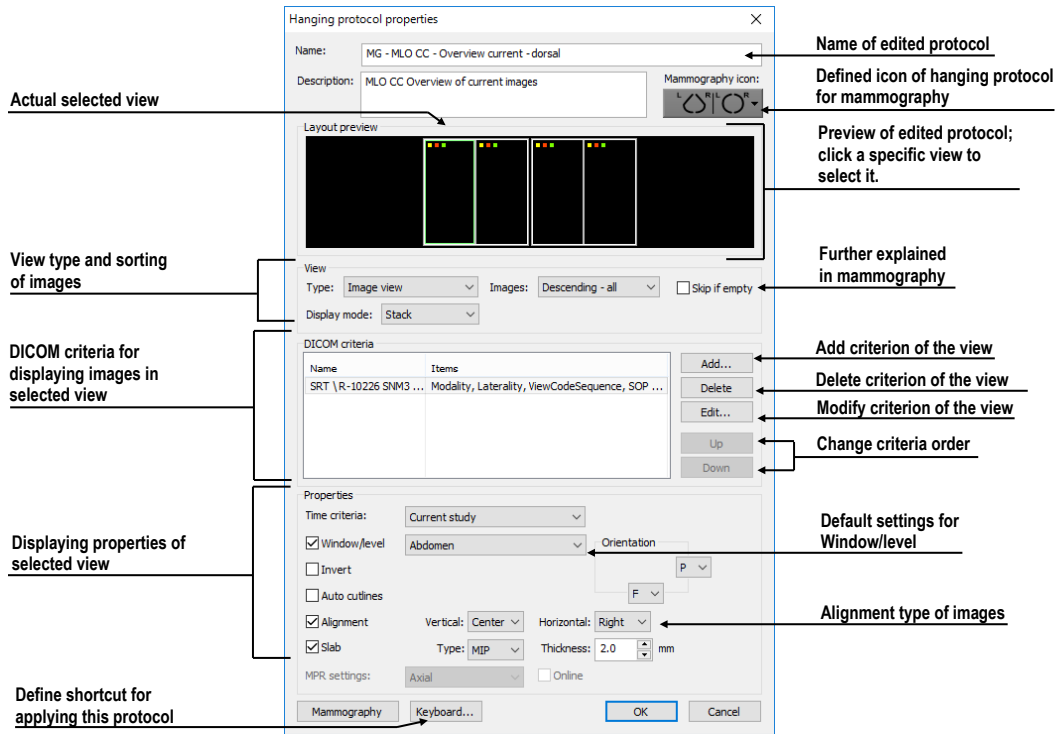 Hanging protocol properties
Name:
MG - MLO CC - Overview current - dorsal
Name of edited protocol
Description:
MLO CC Overview of current images
Mammography icon:
L R L R
Defined icon of hanging protocol
for mammography
Actual selected view
Layout preview
Preview of edited protocol;
click a specific view to
select it.
View type and sorting
of images
View
Type: Image view Images: Descending - all Skip if empty
Display mode: Stack
Further explained
in mammography
DICOM criteria for
displaying images in
selected view
DICOM criteria
Name Items
SRT \R-10226 SNM3 ... Modality, Laterality, ViewCodeSequence, SOP ...
Add...
Delete
Edit...
Up
Down
Add criterion of the view
Delete criterion of the view
Modify criterion of the view
Change criteria order
Displaying properties of
selected view
Properties
Time criteria: Current study
Window/level Abdomen
Orientation
P
F
Invert
Auto cutlines
Alignment Vertical: Center Horizontal: Right
Slab Type: MIP Thickness: 2.0 mm
MPR settings: Axial Online
Default settings for
Window/level
Alignment type of images
Define shortcut for
applying this protocol
Mammography Keyboard... OK Cancel